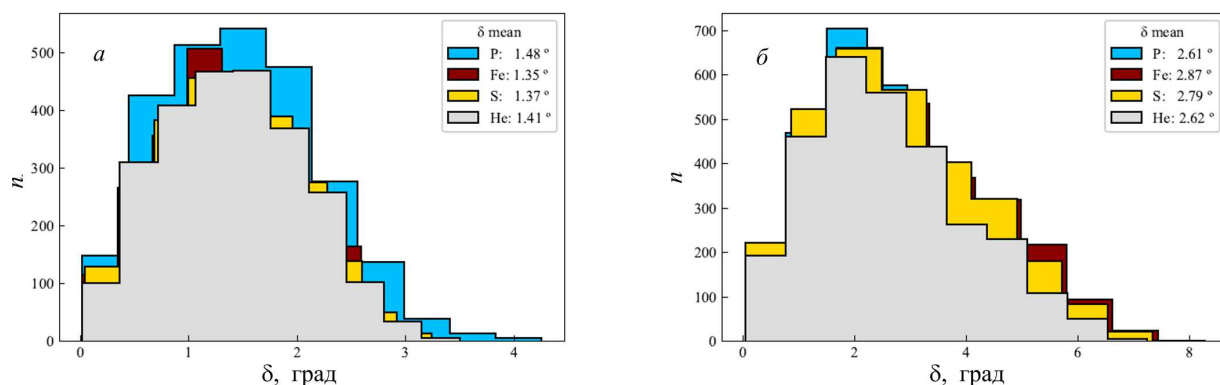 а
δ mean
P: 1.48 º
Fe: 1.35 º
S: 1.37 º
He: 1.41 º
500
400
300
200
100
0
n
0 1 2 3 4
δ, град
б
δ mean
P: 2.61 º
Fe: 2.87 º
S: 2.79 º
He: 2.62 º
700
600
500
400
300
200
100
0
n
0 2 4 6 8
δ, град